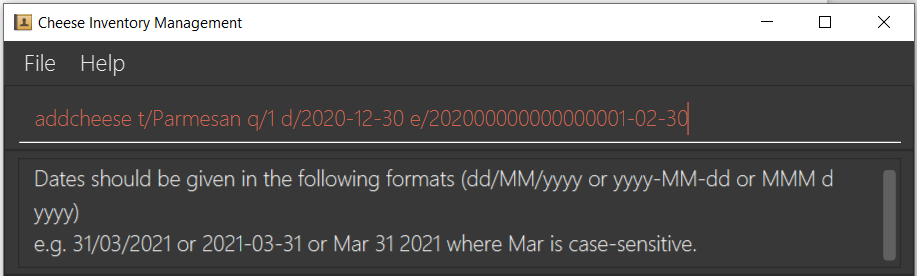 Cheese Inventory Management
File Help
addcheese t/Parmesan q/1 d/2020-12-30 e/202000000000000001-02-30
Dates should be given in the following formats (dd/MM/yyyy or yyyy-MM-dd or MMM d
yyyy)
e.g. 31/03/2021 or 2021-03-31 or Mar 31 2021 where Mar is case-sensitive.